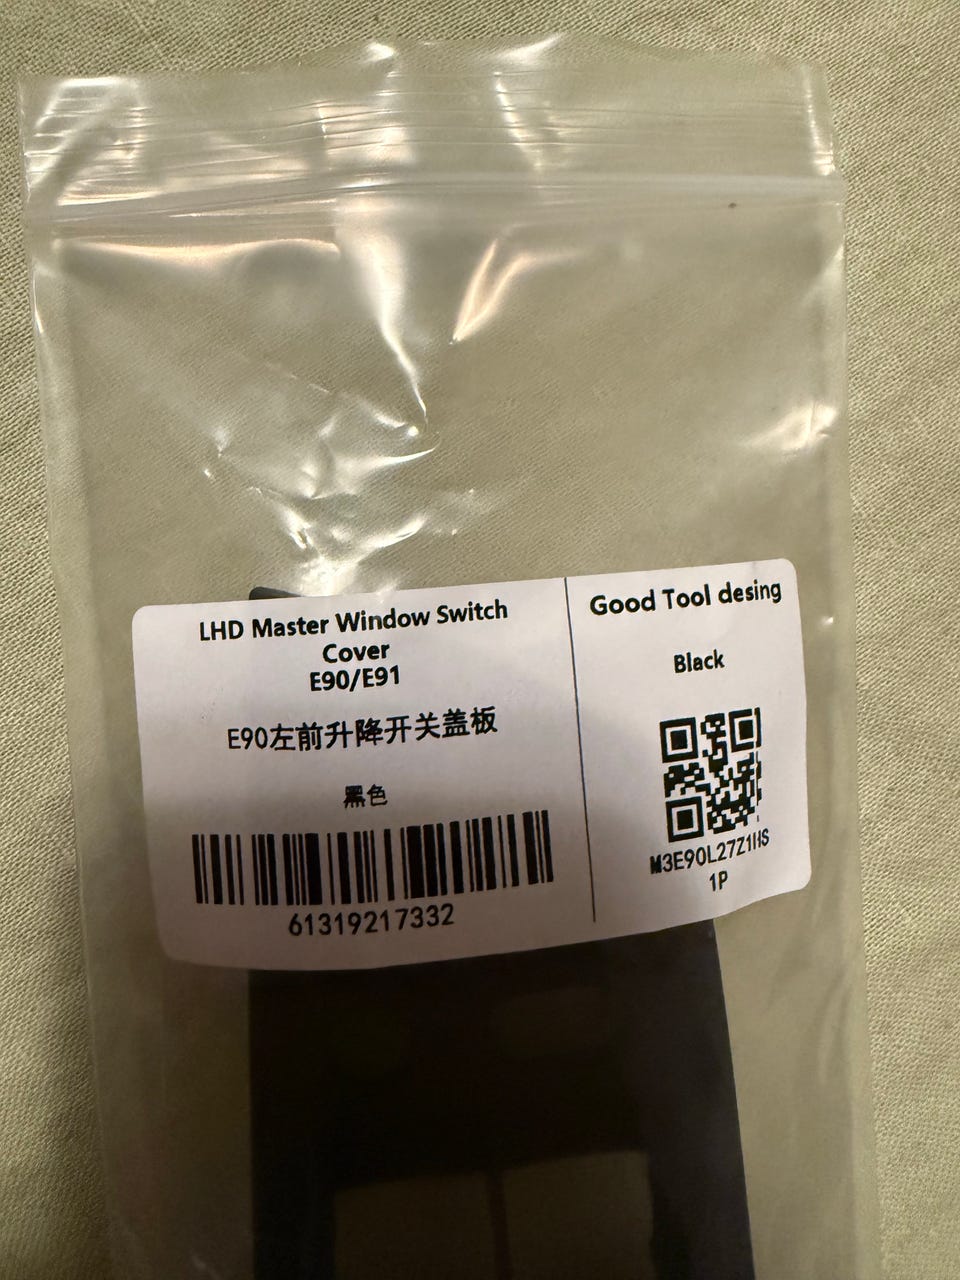 LHD Master Window Switch
Cover
E90/E91
E90左前升降开关盖板
黑色
61319217332
Good Tool desing
Black
M3E90L27Z1HS
1P